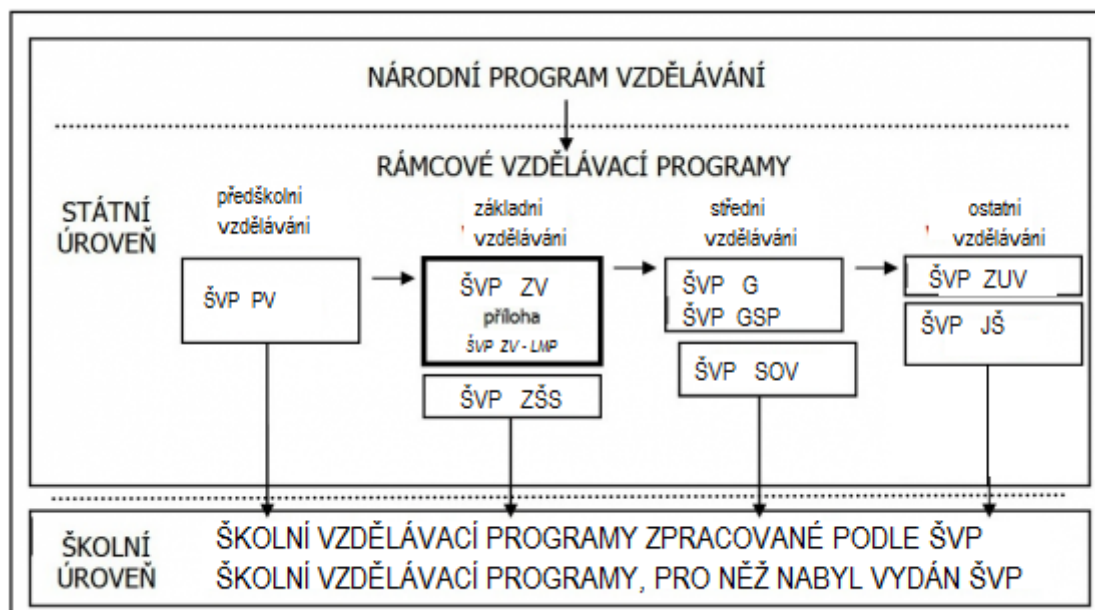 NÁRODNÍ PROGRAM VZDĚLÁVÁNÍ
RÁMCOVÉ VZDĚLÁVACÍ PROGRAMY
STÁTNÍ
ÚROVEŇ
předškolní
vzdělávání
základní
vzdělávání
střední
vzdělávání
ostatní
vzdělávání
ŠVP PV
ŠVP ZV
příloha
ŠVP ZV - LMP
ŠVP ZŠS
ŠVP G
ŠVP GSP
ŠVP SOV
ŠVP ZUV
ŠVP JŠ
ŠKOLNÍ
ÚROVEŇ
ŠKOLNÍ VZDĚLÁVACÍ PROGRAMY ZPRACOVANÉ PODLE ŠVP
ŠKOLNÍ VZDĚLÁVACÍ PROGRAMY, PRO NĚŽ NABYL VYDÁN ŠVP